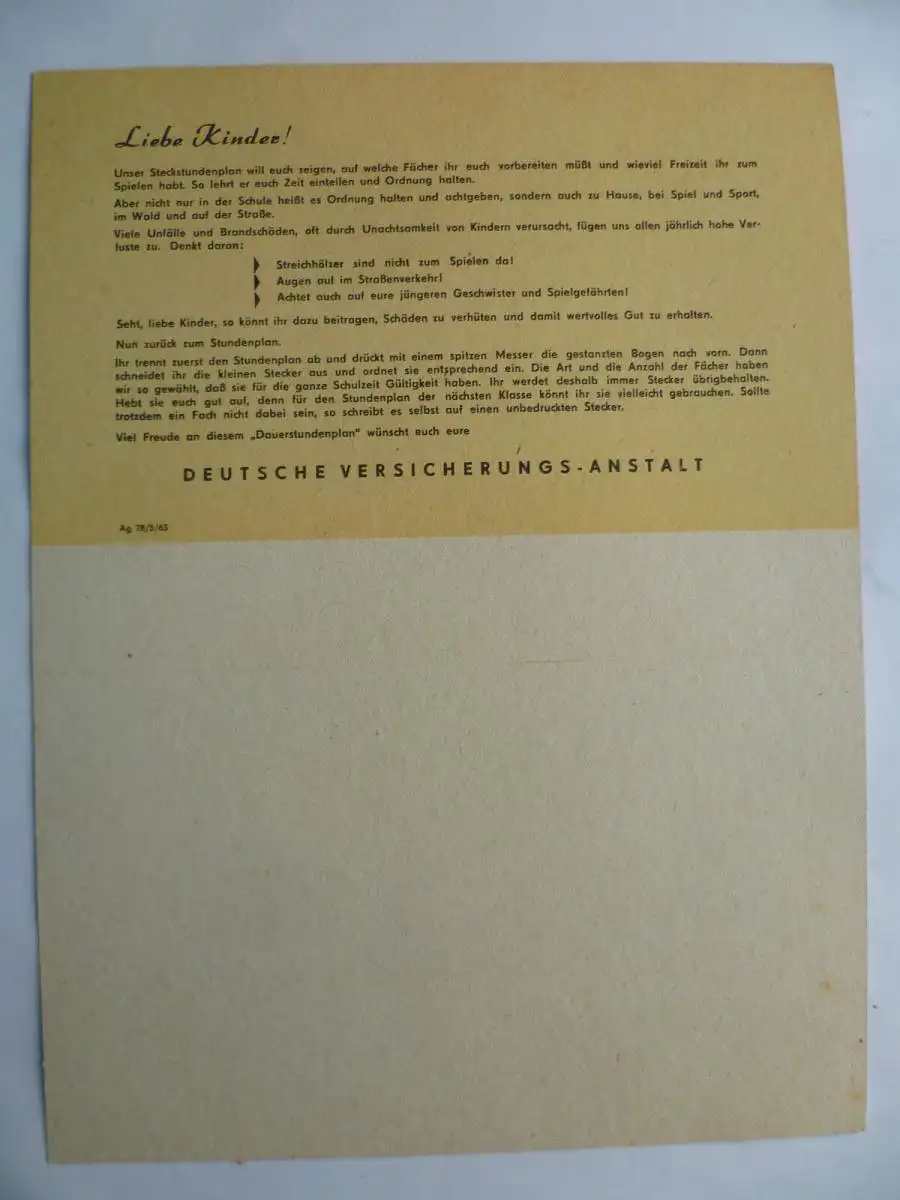 Liebe Kinder!
Unser Steckstundenplan will euch zeigen, auf welche Fächer ihr euch vorbereiten müßt und wieviel Freizeit ihr zum
Spielen habt. So lehrt er euch Zeit einteilen und Ordnung halten.
Aber nicht nur in der Schule heißt es Ordnung halten und achtgeben, sondern auch zu Hause, bei Spiel und Sport,
im Wald und auf der Straße.
Viele Unfälle und Brandschäden, oft durch Unachtsamkeit von Kindern verursacht, fügen uns allen jährlich hohe Ver-
luste zu. Denkt daran:
Streichhölzer sind nicht zum Spielen da!
Augen auf im Straßenverkehr!
Achtet auch auf eure jüngeren Geschwister und Spielgefährten!
Seht, liebe Kinder, so könnt ihr dazu beitragen, Schäden zu verhüten und damit wertvolles Gut zu erhalten.
Nun zurück zum Stundenplan.
Ihr trennt zuerst den Stundenplan ab und drückt mit einem spitzen Messer die gestanzten Bogen nach vorn. Dann
schneidet ihr die kleinen Stecker aus und ordnet sie entsprechend ein. Die Art und die Anzahl der Fächer haben
wir so gewählt, daß sie für die ganze Schulzeit Gültigkeit haben. Ihr werdet deshalb immer Stecker übrigbehalten.
Hebt sie euch gut auf, denn für den Stundenplan der nächsten Klasse könnt ihr sie vielleicht gebrauchen. Sollte
trotzdem ein Fach nicht dabei sein, so schreibt es selbst auf einen unbedruckten Stecker.
Viel Freude an diesem „Dauerstundenplan" wünscht euch eure
DEUTSCHE VERSICHERUNGS-ANSTALT
Ag 78/5/65